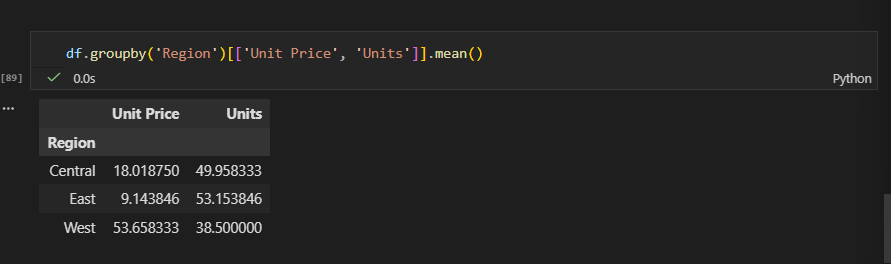 df.groupby('Region')[['Unit Price', 'Units']].mean()
[89] 0.0s Python
...
Unit Price Units
Region
Central 18.018750 49.958333
East 9.143846 53.153846
West 53.658333 38.500000